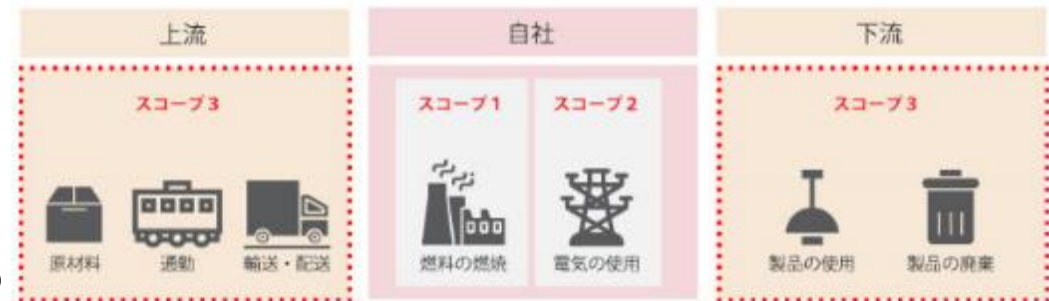 上流
自社
下流
スコープ3
スコープ1
スコープ2
スコープ3
原材料
通勤
輸送・配送
燃料の燃焼
電気の使用
製品の使用
製品の廃棄